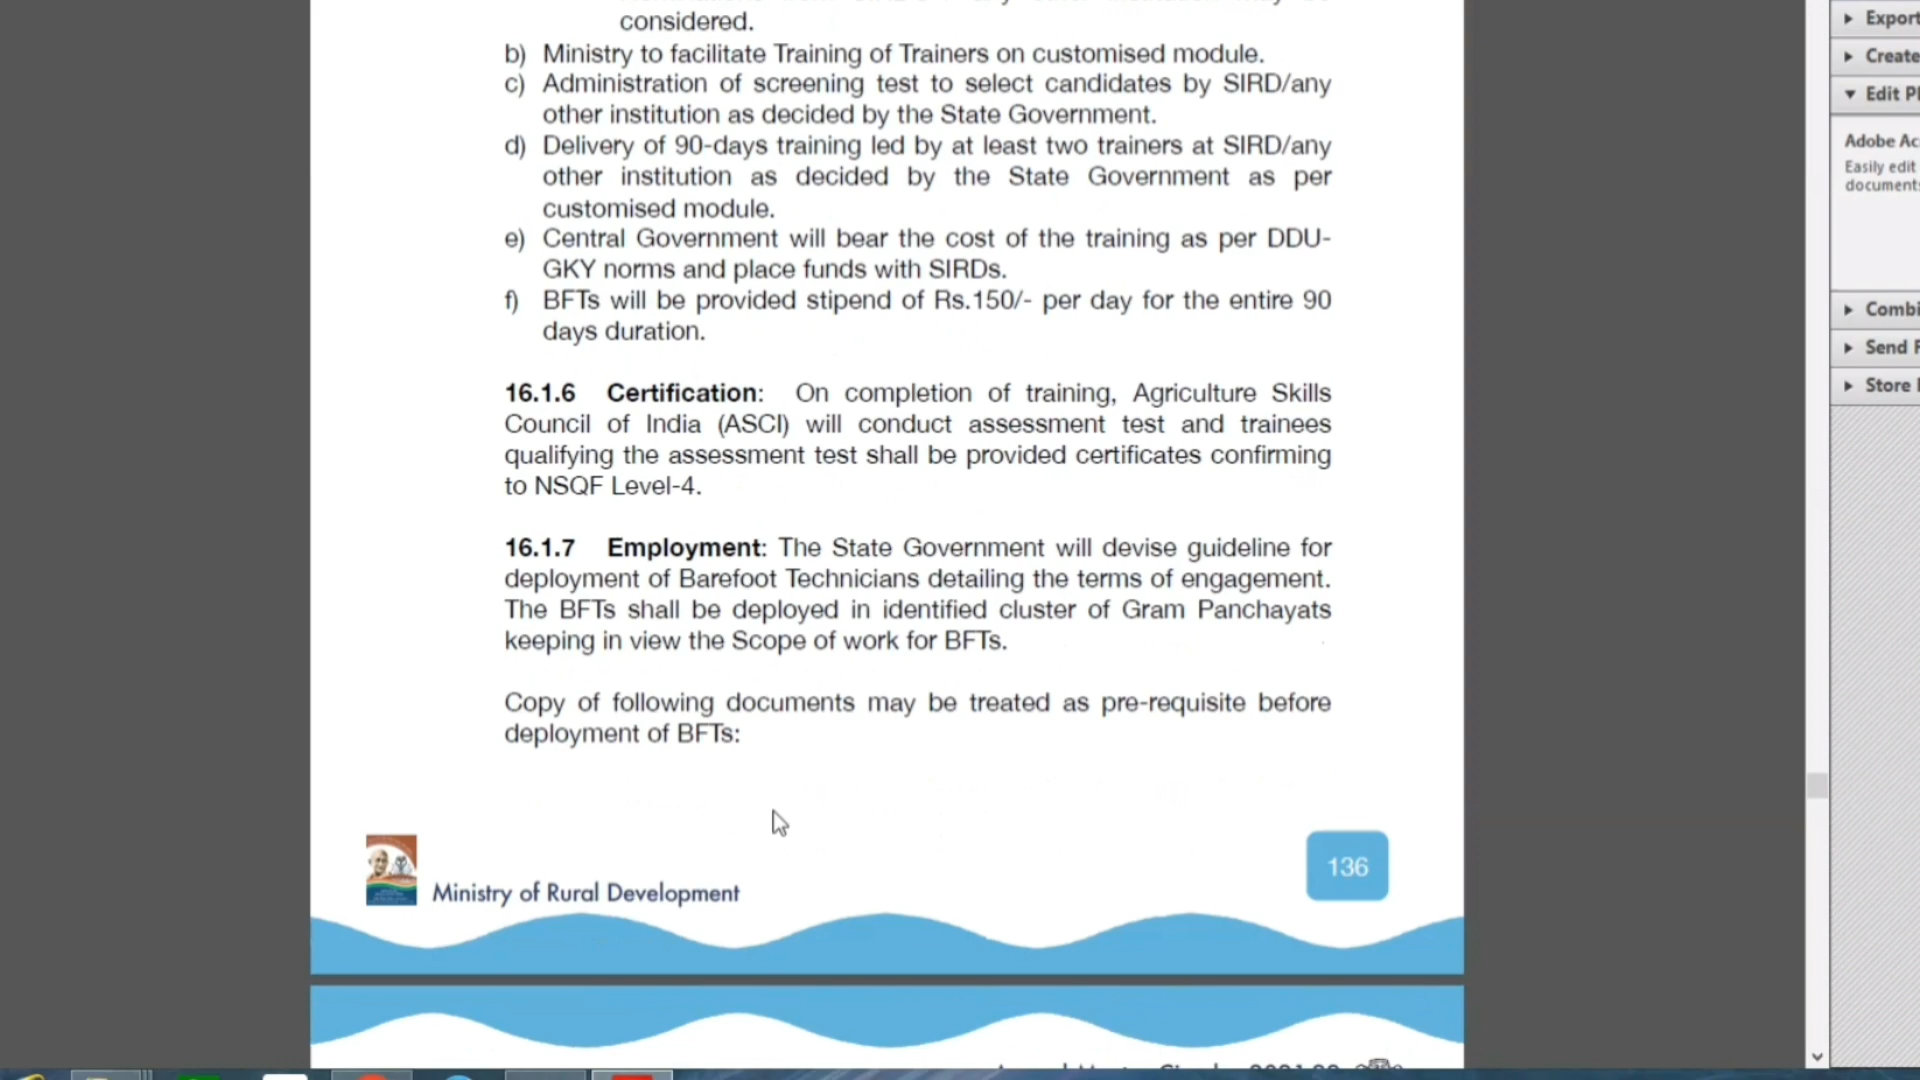 considered.
b) Ministry to facilitate Training of Trainers on customised module.
c) Administration of screening test to select candidates by SIRD/any
other institution as decided by the State Government.
d) Delivery of 90-days training led by at least two trainers at SIRD/any
other institution as decided by the State Government as per
customised module.
e) Central Government will bear the cost of the training as per DDU-
GKY norms and place funds with SIRDs.
f) BFTs will be provided stipend of Rs.150/- per day for the entire 90
days duration.
16.1.6 Certification: On completion of training, Agriculture Skills
Council of India (ASCI) will conduct assessment test and trainees
qualifying the assessment test shall be provided certificates confirming
to NSQF Level-4.
16.1.7 Employment: The State Government will devise guideline for
deployment of Barefoot Technicians detailing the terms of engagement.
The BFTs shall be deployed in identified cluster of Gram Panchayats
keeping in view the Scope of work for BFTs.
Copy of following documents may be treated as pre-requisite before
deployment of BFTs:
136
Ministry of Rural Development
Export
Create
Edit P
Adobe Ac
Easily edit
documents
Combi
Send F
Store